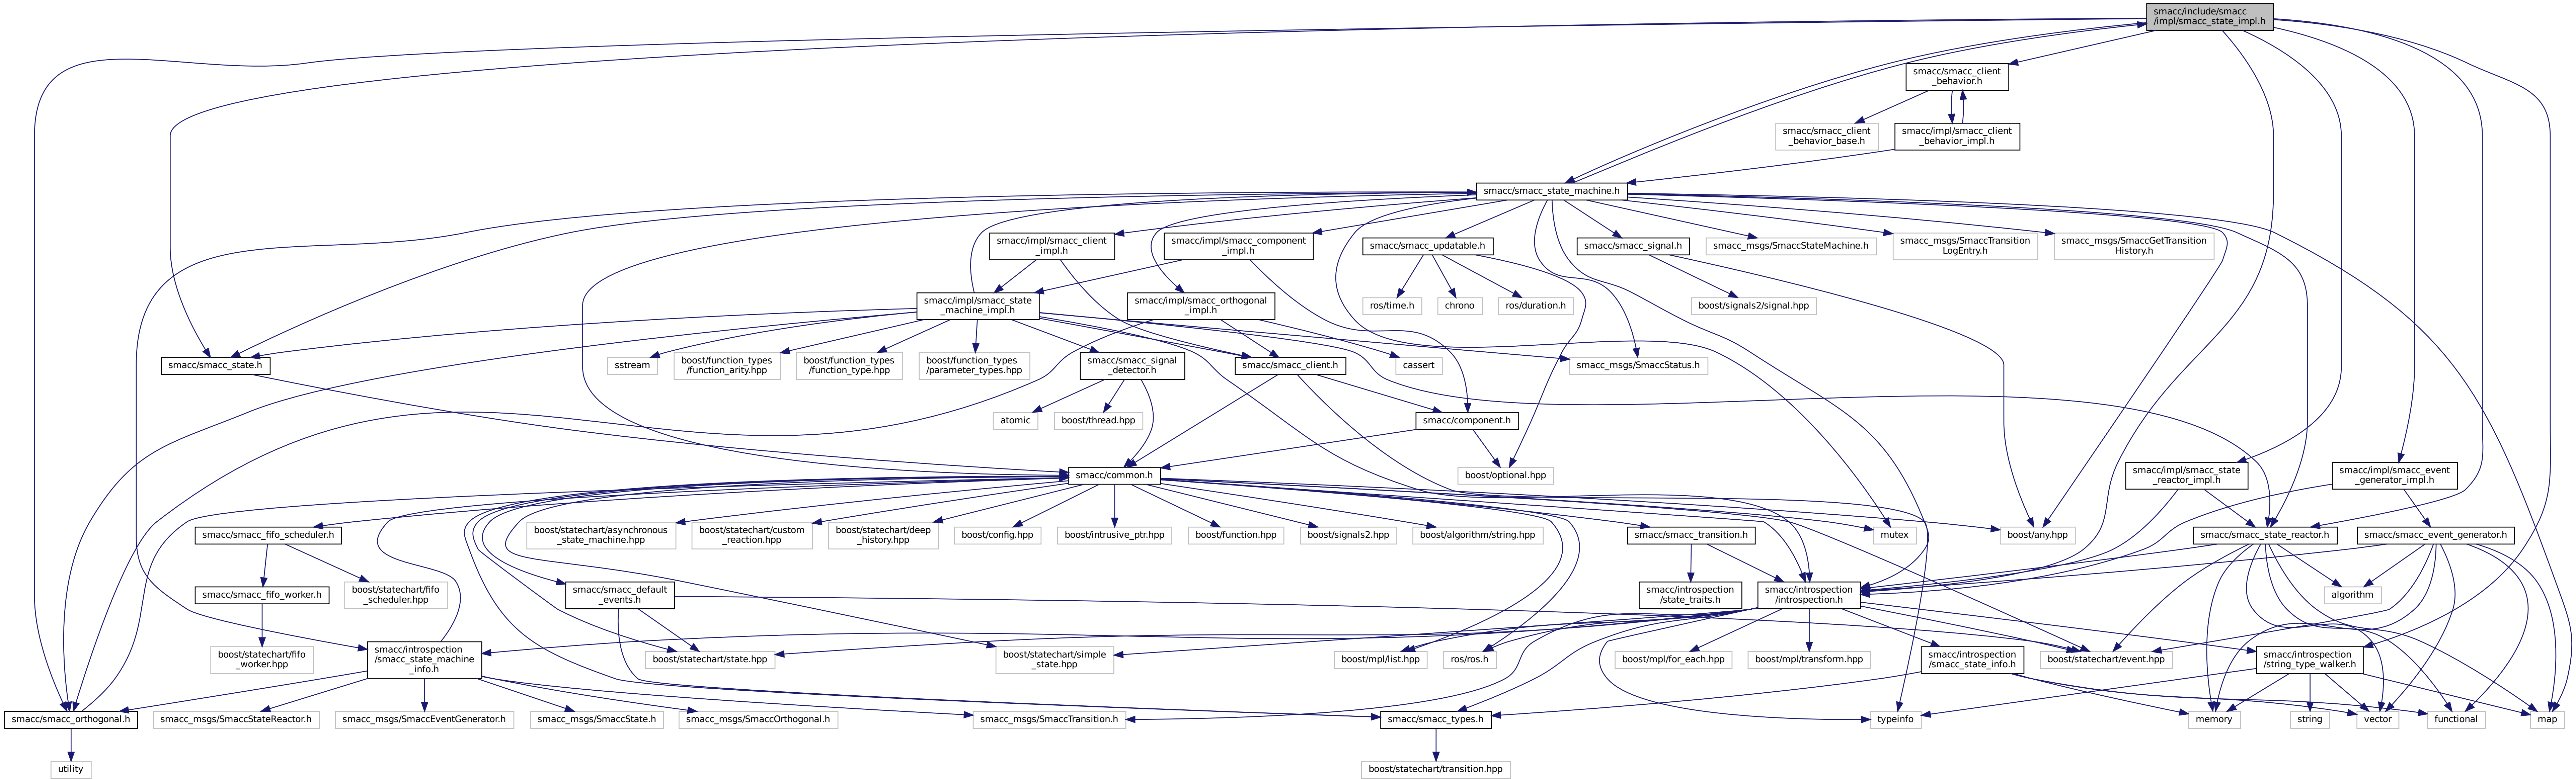 smacc/include/smacc
/impl/smacc_state_impl.h
smacc/smacc_client
_behavior.h
smacc/smacc_client
_behavior_base.h
smacc/impl/smacc_client
_behavior_impl.h
smacc/smacc_state_machine.h
smacc/impl/smacc_client
_impl.h
smacc/impl/smacc_component
_impl.h
smacc/smacc_updatable.h
smacc/smacc_signal.h
smacc_msgs/SmaccStateMachine.h
smacc_msgs/SmaccTransition
LogEntry.h
smacc_msgs/SmaccGetTransition
History.h
smacc/impl/smacc_state
_machine_impl.h
smacc/impl/smacc_orthogonal
_impl.h
ros/time.h
chrono
ros/duration.h
boost/signals2/signal.hpp
smacc/smacc_state.h
sstream
boost/function_types
/function_arity.hpp
boost/function_types
/function_type.hpp
boost/function_types
/parameter_types.hpp
smacc/smacc_signal
_detector.h
smacc/smacc_client.h
cassert
smacc_msgs/SmaccStatus.h
atomic
boost/thread.hpp
smacc/component.h
smacc/common.h
boost/optional.hpp
smacc/impl/smacc_state
_reactor_impl.h
smacc/impl/smacc_event
_generator_impl.h
smacc/smacc_fifo_scheduler.h
boost/statechart/asynchronous
_state_machine.hpp
boost/statechart/custom
_reaction.hpp
boost/statechart/deep
_history.hpp
boost/config.hpp
boost/intrusive_ptr.hpp
boost/function.hpp
boost/signals2.hpp
boost/algorithm/string.hpp
smacc/smacc_transition.h
mutex
boost/any.hpp
smacc/smacc_state_reactor.h
smacc/smacc_event_generator.h
smacc/smacc_fifo_worker.h
boost/statechart/fifo
_scheduler.hpp
smacc/smacc_default
_events.h
smacc/introspection
/state_traits.h
smacc/introspection
/introspection.h
algorithm
boost/statechart/fifo
_worker.hpp
smacc/introspection
/smacc_state_machine
_info.h
boost/statechart/state.hpp
boost/statechart/simple
_state.hpp
boost/mpl/list.hpp
ros/ros.h
boost/mpl/for_each.hpp
boost/mpl/transform.hpp
smacc/introspection
/smacc_state_info.h
boost/statechart/event.hpp
smacc/introspection
/string_type_walker.h
smacc/smacc_orthogonal.h
smacc_msgs/SmaccStateReactor.h
smacc_msgs/SmaccEventGenerator.h
smacc_msgs/SmaccState.h
smacc_msgs/SmaccOrthogonal.h
smacc_msgs/SmaccTransition.h
smacc/smacc_types.h
typeinfo
memory
string
vector
functional
map
utility
boost/statechart/transition.hpp